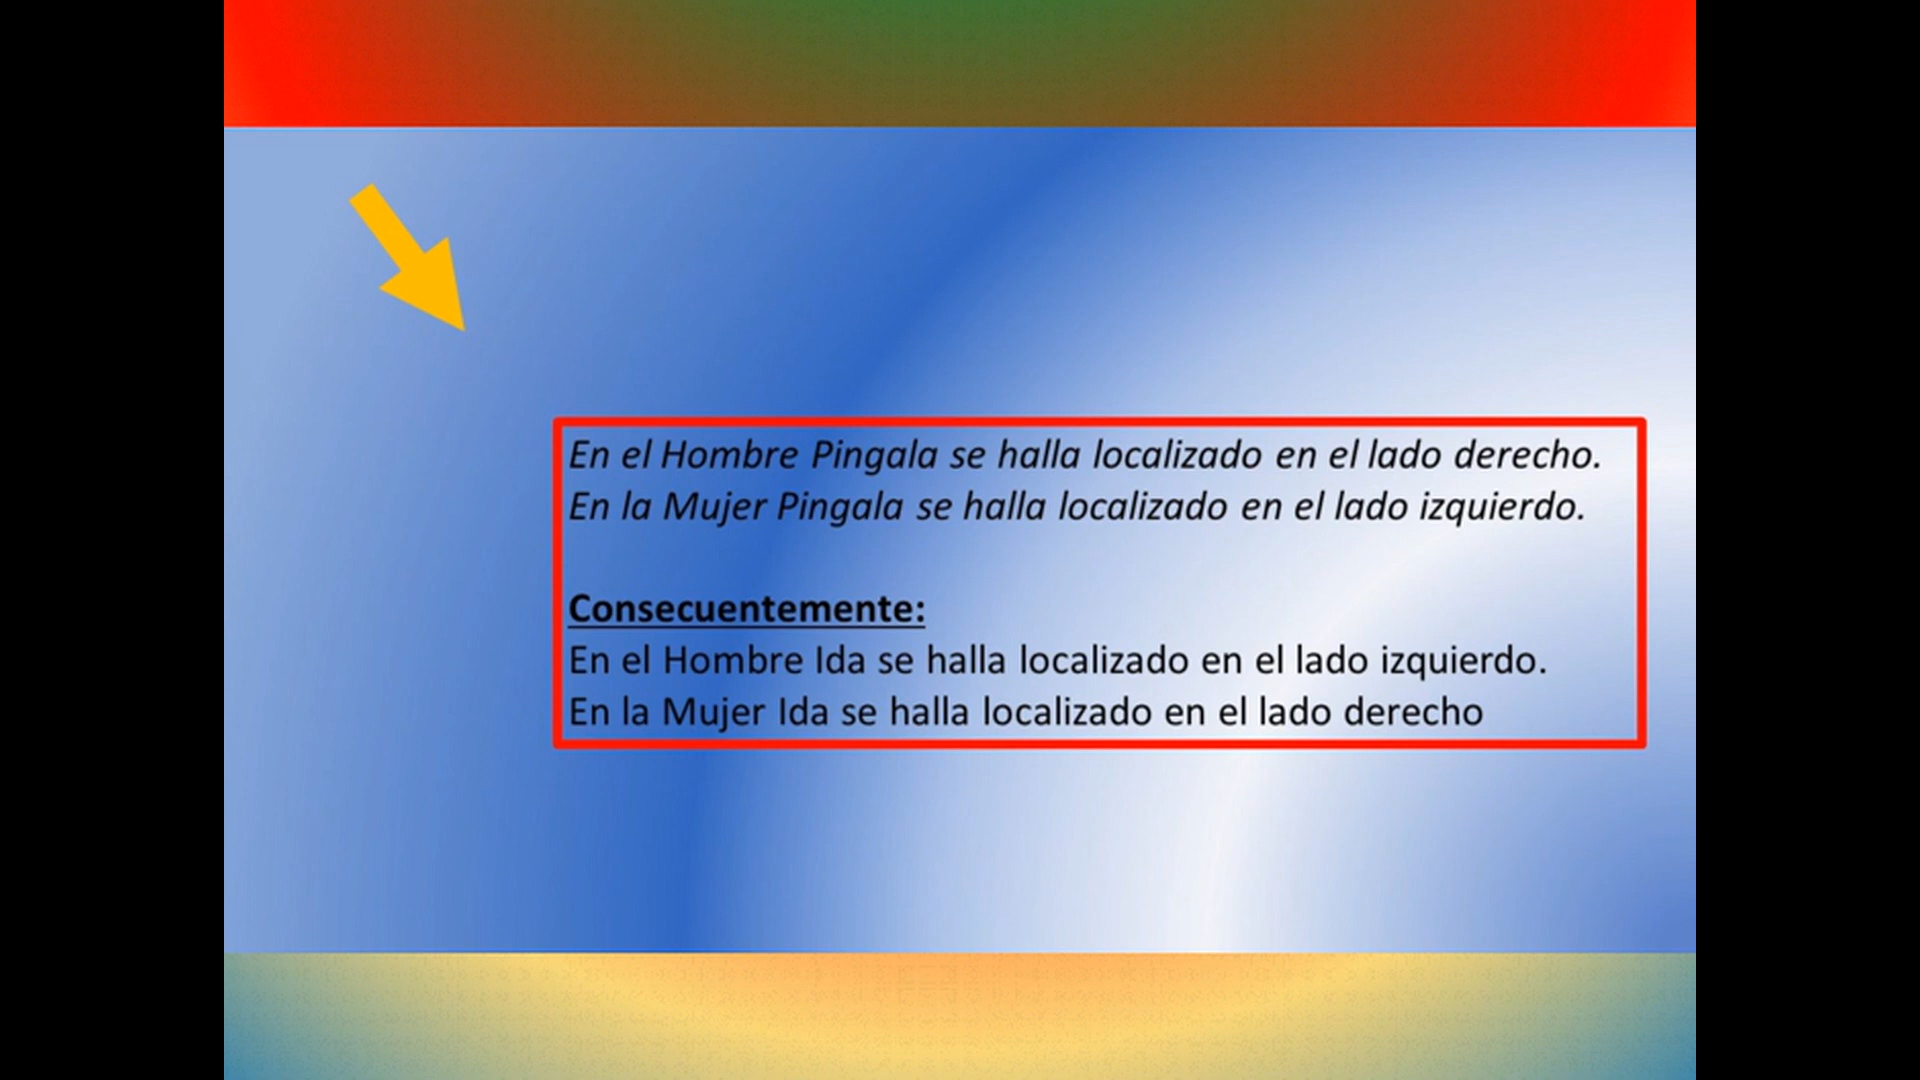 En el Hombre Pingala se halla localizado en el lado derecho.
En la Mujer Pingala se halla localizado en el lado izquierdo.
Consecuentemente:
En el Hombre Ida se halla localizado en el lado izquierdo.
En la Mujer Ida se halla localizado en el lado derecho